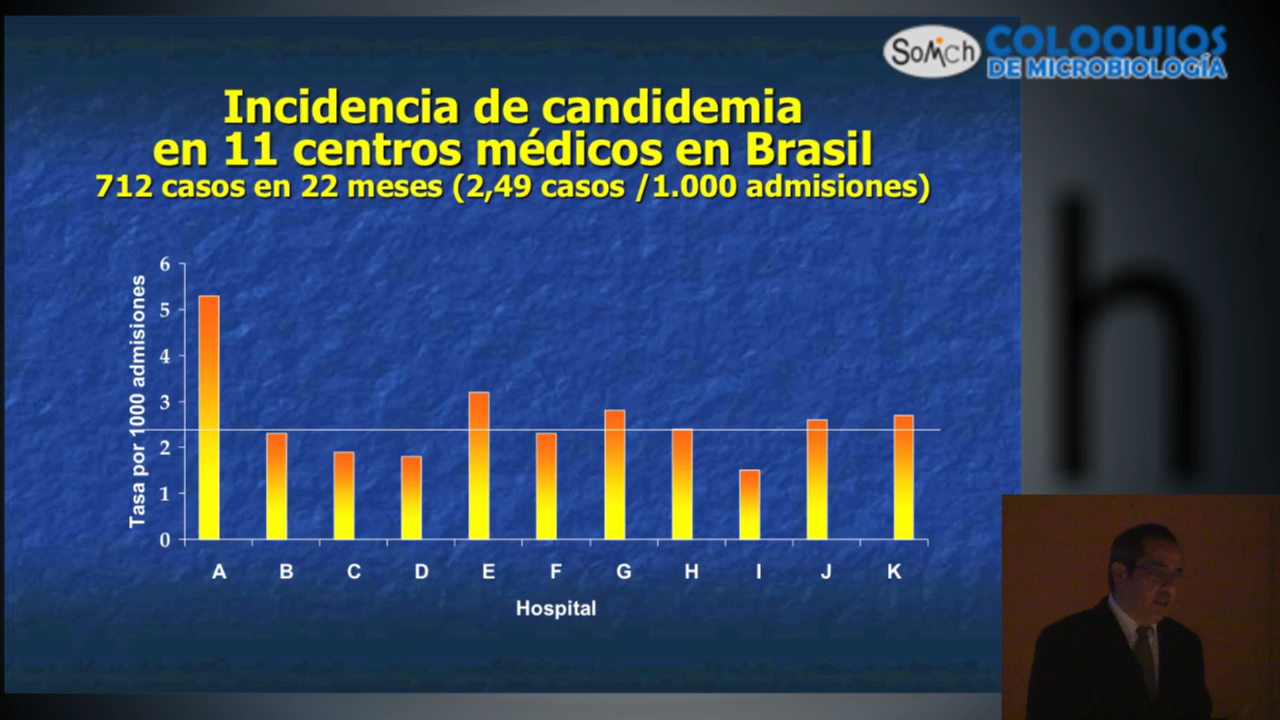 SoMich
COLOQUIOS
DE MICROBIOLOGÍA
Incidencia de candidemia
en 11 centros médicos en Brasil
712 casos en 22 meses (2,49 casos /1.000 admisiones)
Tasa por 1000 admisiones
6
5
4
3
2
1
0
A B C D E F G H I J K
Hospital
h